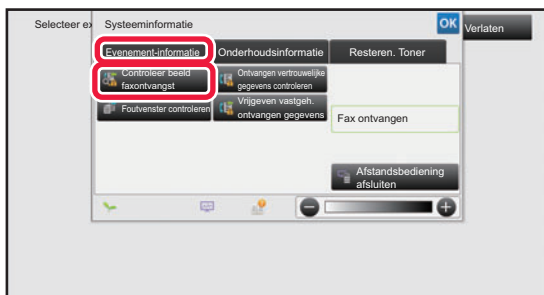 Selecteer ex
Systeeminformatie
OK
Verlaten
Evenement-informatie
Onderhoudsinformatie
Resteren. Toner
Controleer beeld
faxontvangst
Ontvangen vertrouwelijke
gegevens controleren
Foutvenster controleren
Vrijgeven vastgeh.
ontvangen gegevens
Fax ontvangen
Afstandsbediening
afsluiten